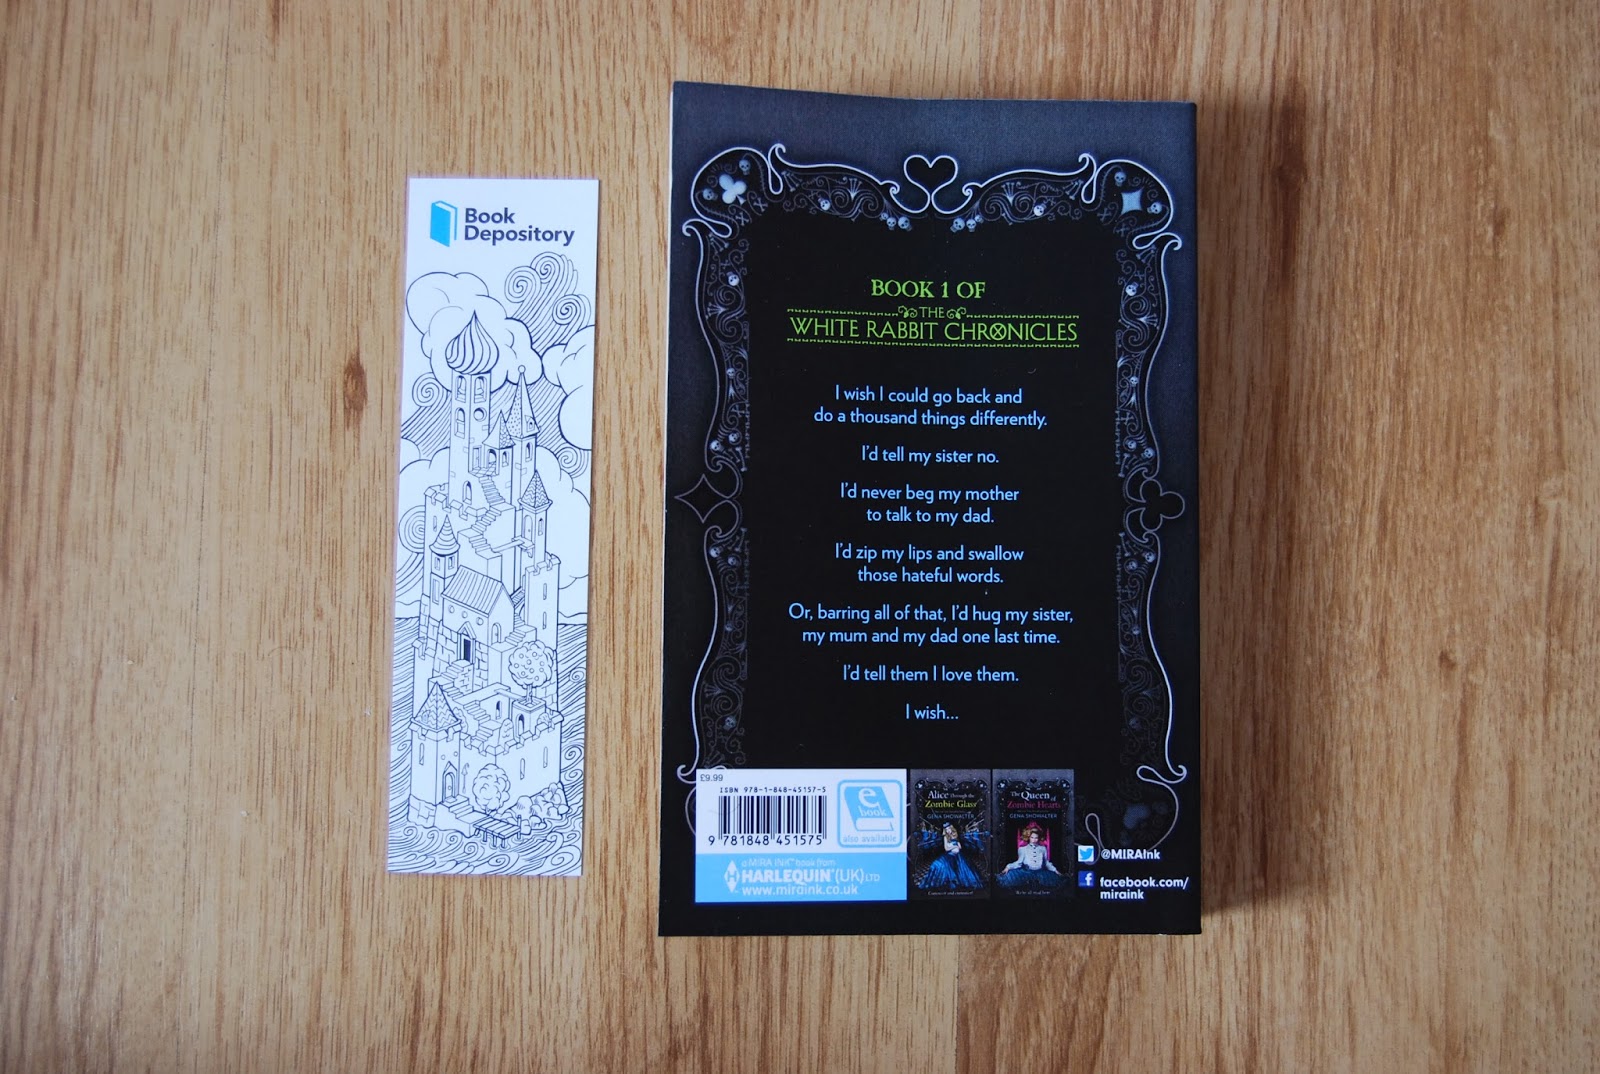 Book
Depository
BOOK 1 OF
THE
WHITE RABBIT CHRONICLES
I wish I could go back and
do a thousand things differently.
I'd tell my sister no.
I'd never beg my mother
to talk to my dad.
I'd zip my lips and swallow
those hateful words.
Or, barring all of that, I'd hug my sister,
my mum and my dad one last time.
I'd tell them I love them.
I wish...
£9.99
ISBN 978-1-848-45157-5
9 781848 451575
e
book
also available
a MIRA INK™ book from
HARLEQUIN® (UK) LTD
www.miraink.co.uk
Alice Through the
Zombie Glass
GENA SHOWALTER
The Queen of
Zombie Hearts
GENA SHOWALTER
@MIRAInk
facebook.com/
miraink